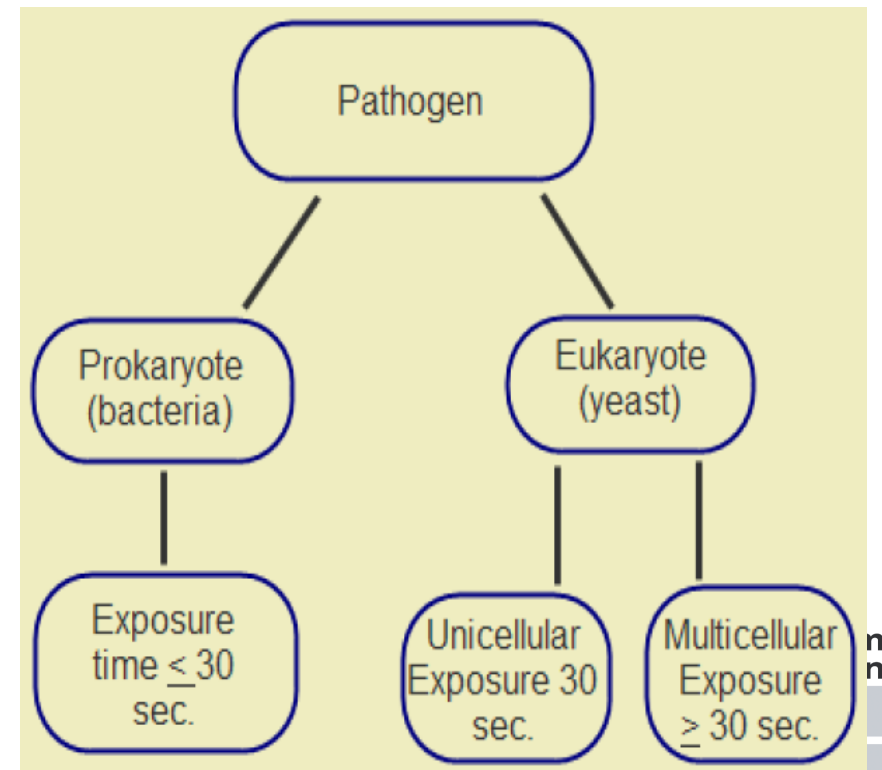 Pathogen
Prokaryote
(bacteria)
Eukaryote
(yeast)
Exposure
time ≤ 30
sec.
Unicellular
Exposure 30
sec.
Multicellular
Exposure
≥ 30 sec.